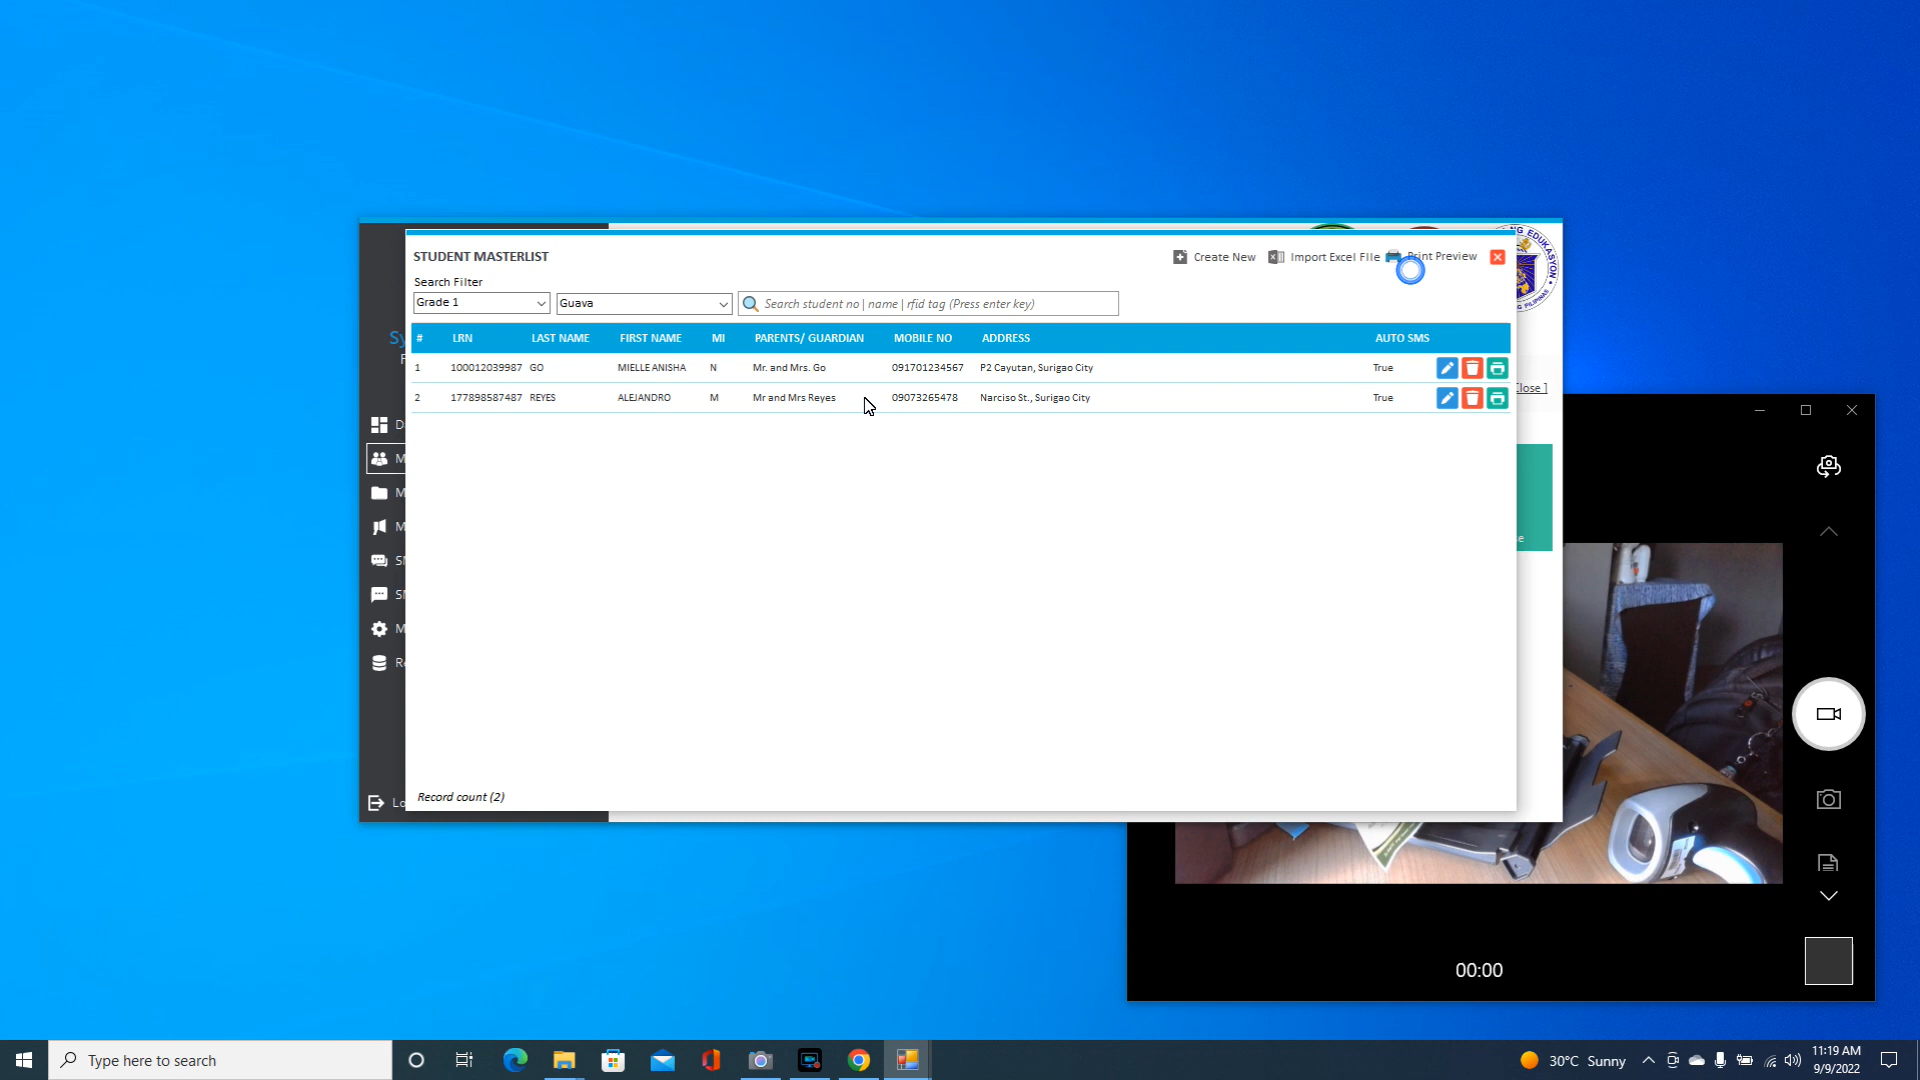 STUDENT MASTERLIST
Create New
Import Excel FIle
Print Preview
Search Filter
Grade 1
Guava
Search student no | name | rfid tag (Press enter key)
# LRN LAST NAME FIRST NAME MI PARENTS/ GUARDIAN MOBILE NO ADDRESS AUTO SMS
1 100012039987 GO MIELLE ANISHA N Mr. and Mrs. Go 091701234567 P2 Cayutan, Surigao City True
2 177898587487 REYES ALEJANDRO M Mr and Mrs Reyes 09073265478 Narciso St., Surigao City True
Close ]
Record count (2)
00:00
Type here to search
30°C Sunny
11:19 AM
9/9/2022